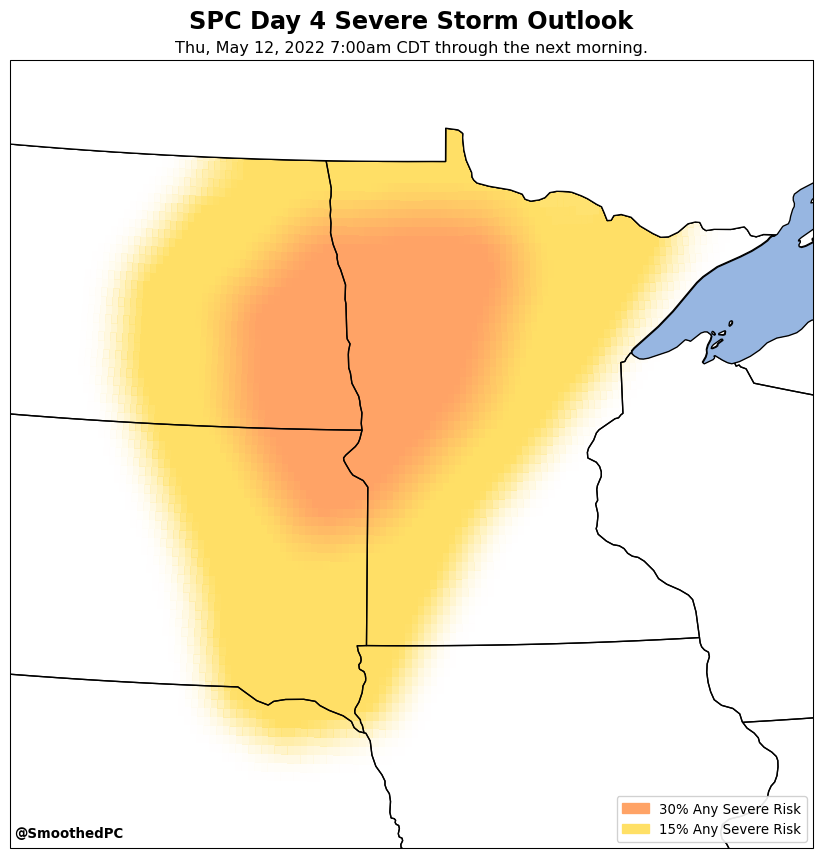 SPC Day 4 Severe Storm Outlook
Thu, May 12, 2022 7:00am CDT through the next morning.
30% Any Severe Risk
15% Any Severe Risk
@SmoothedPC